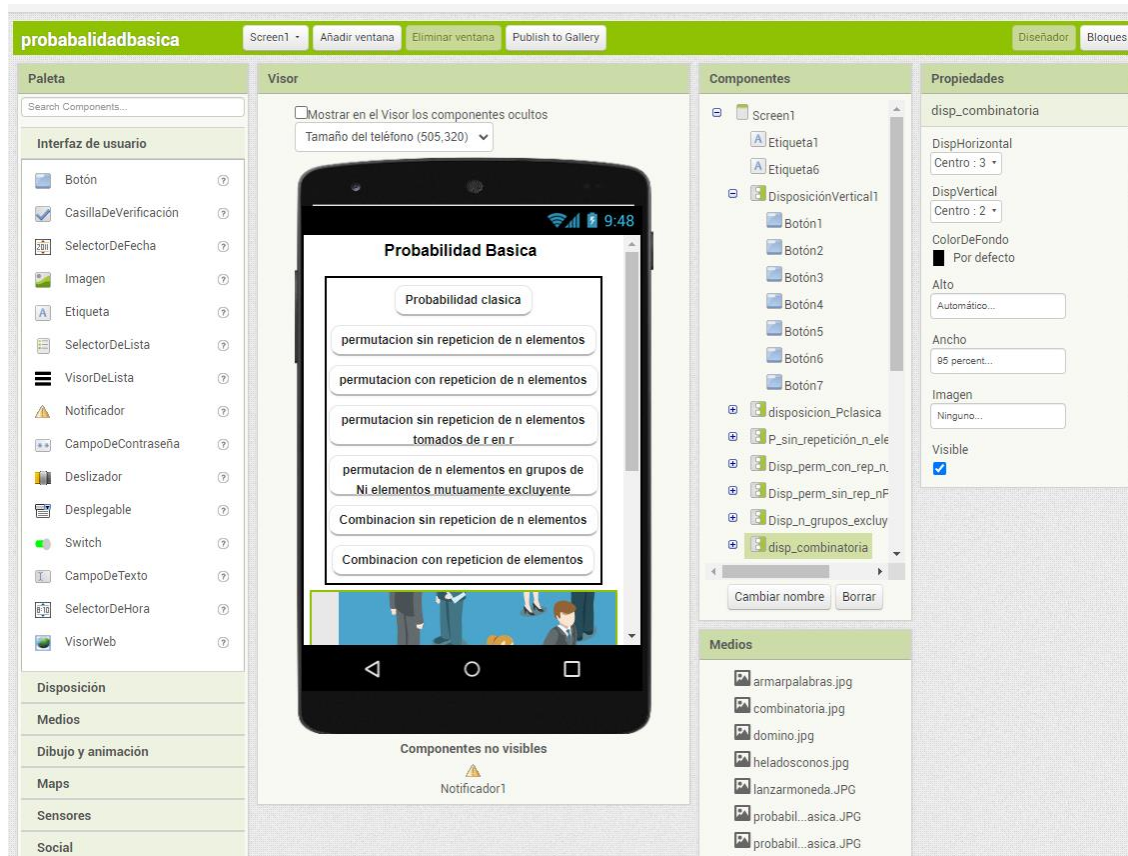 probabalidadbasica
Screen1
Añadir ventana
Eliminar ventana
Publish to Gallery
Diseñador
Bloques
Paleta
Search Components...
Interfaz de usuario
Botón
CasillaDeVerificación
SelectorDeFecha
Imagen
Etiqueta
SelectorDeLista
VisorDeLista
Notificador
CampoDeContraseña
Deslizador
Desplegable
Switch
CampoDeTexto
SelectorDeHora
VisorWeb
Disposición
Medios
Dibujo y animación
Maps
Sensores
Social
Visor
Mostrar en el Visor los componentes ocultos
Tamaño del teléfono (505,320)
9:48
Probabilidad Basica
Probabilidad clasica
permutacion sin repeticion de n elementos
permutacion con repeticion de n elementos
permutacion sin repeticion de n elementos
tomados de r en r
permutacion de n elementos en grupos de
Ni elementos mutuamente excluyente
Combinacion sin repeticion de n elementos
Combinacion con repeticion de elementos
Componentes no visibles
Notificador1
Componentes
Screen1
Etiqueta1
Etiqueta6
DisposiciónVertical1
Botón1
Botón2
Botón3
Botón4
Botón5
Botón6
Botón7
disposicion_Pclasica
P_sin_repetición_n_ele
Disp_perm_con_rep_n_
Disp_perm_sin_rep_nP
Disp_n_grupos_excluy
disp_combinatoria
Cambiar nombre
Borrar
Medios
armarpalabras.jpg
combinatoria.jpg
domino.jpg
heladosconos.jpg
lanzarmoneda.JPG
probabil...asica.JPG
probabil...asica.JPG
Propiedades
disp_combinatoria
DispHorizontal
Centro : 3
DispVertical
Centro : 2
ColorDeFondo
Por defecto
Alto
Automático...
Ancho
95 percent...
Imagen
Ninguno...
Visible